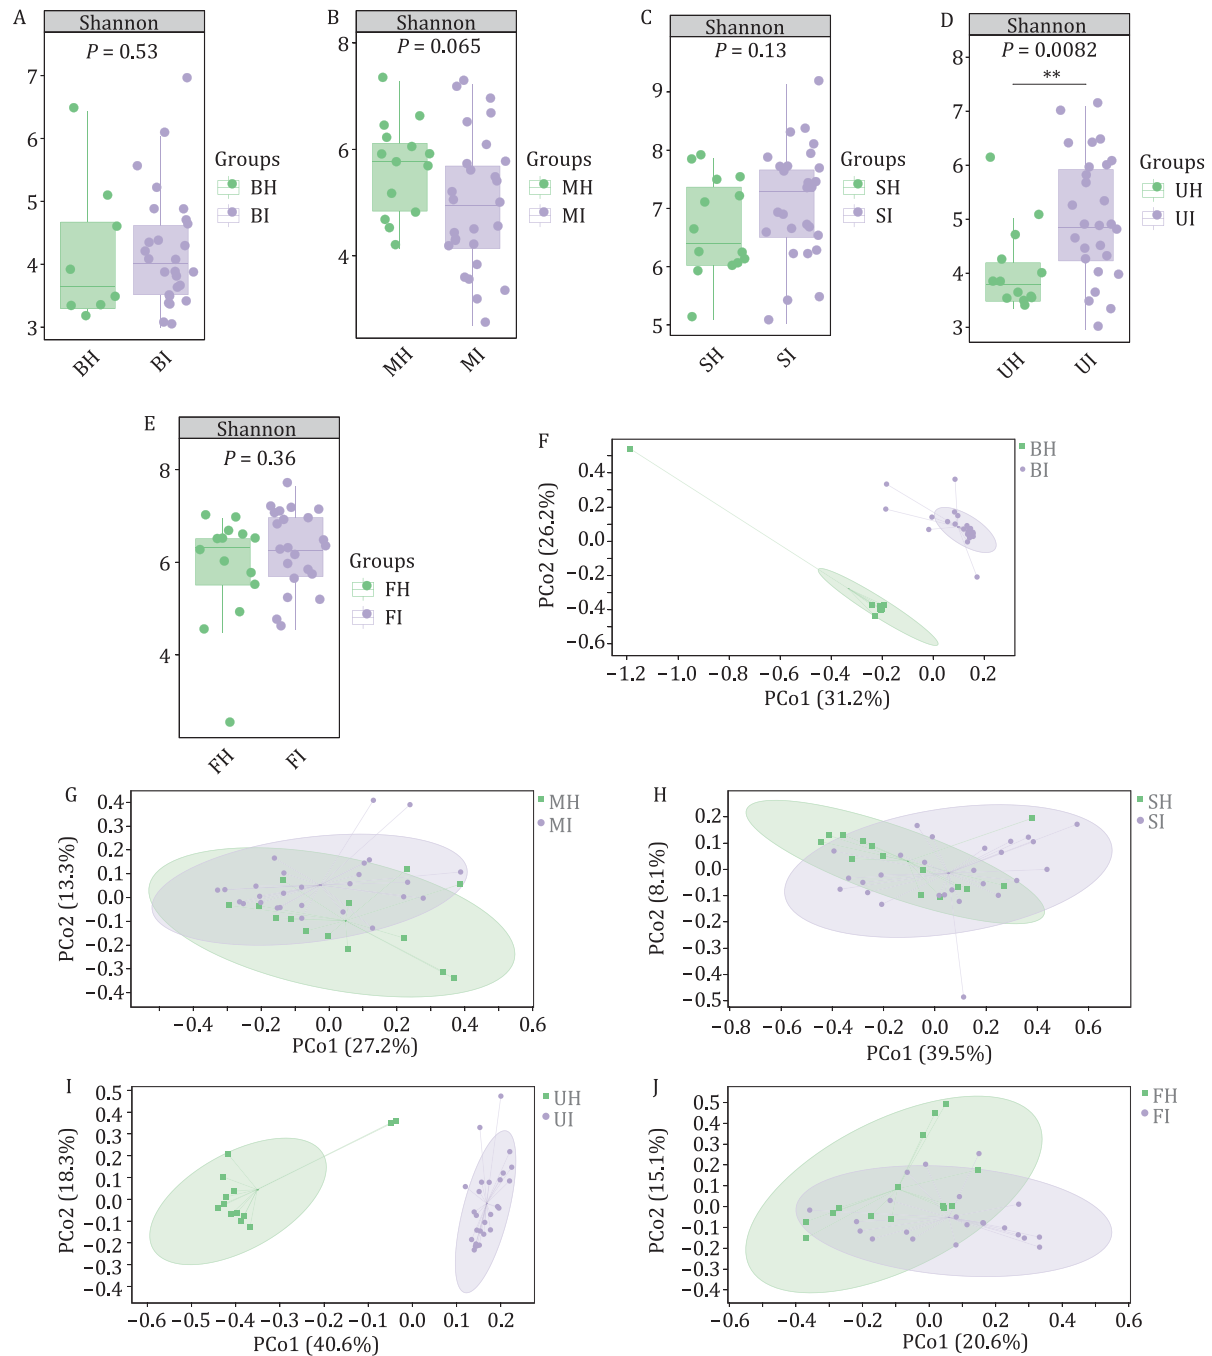 A
Shannon
P = 0.53
7
6
5
4
3
BH
BI
Groups
BH
BI
B
Shannon
P = 0.065
8
6
4
MH
MI
Groups
MH
MI
C
Shannon
P = 0.13
9
8
7
6
5
SH
SI
Groups
SH
SI
D
Shannon
P = 0.0082
**
8
7
6
5
4
3
UH
UI
Groups
UH
UI
E
Shannon
P = 0.36
8
6
4
FH
FI
Groups
FH
FI
F
BH
BI
PCo2 (26.2%)
0.4
0.2
0.0
−0.2
−0.4
−0.6
−1.2 −1.0 −0.8 −0.6 −0.4 −0.2 0.0 0.2
PCo1 (31.2%)
G
MH
MI
PCo2 (13.3%)
0.4
0.3
0.2
0.1
0.0
−0.1
−0.2
−0.3
−0.4
−0.4 −0.2 0.0 0.2 0.4 0.6
PCo1 (27.2%)
H
SH
SI
PCo2 (8.1%)
0.2
0.1
0.0
−0.1
−0.2
−0.3
−0.4
−0.5
−0.8 −0.6 −0.4 −0.2 0.0 0.2 0.4 0.6
PCo1 (39.5%)
I
UH
UI
PCo2 (18.3%)
0.5
0.4
0.3
0.2
0.1
0.0
−0.1
−0.2
−0.3
−0.4
−0.6 −0.5 −0.4 −0.3 −0.2 −0.1 0.0 0.1 0.2
PCo1 (40.6%)
J
FH
FI
PCo2 (15.1%)
0.5
0.4
0.3
0.2
0.1
0.0
−0.1
−0.2
−0.3
−0.4
−0.6 −0.4 −0.2 0.0 0.2 0.4 0.6
PCo1 (20.6%)